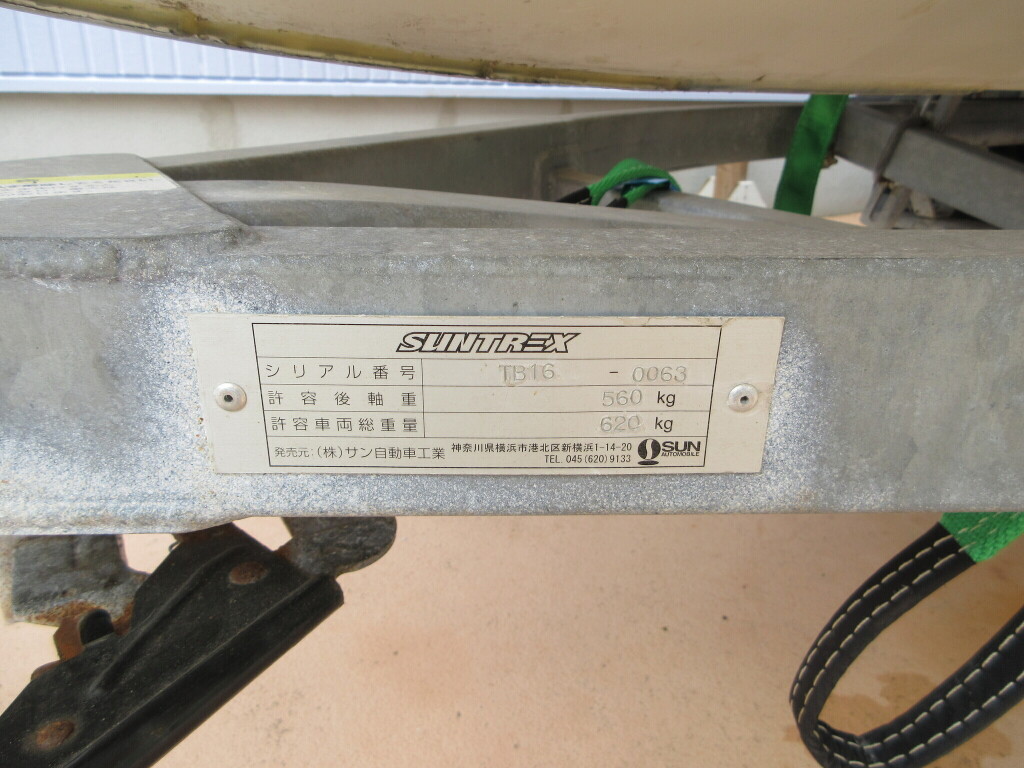 SUNTREX
シリアル番号 TB16 - 0063
許容後軸重 560 kg
許容車両総重量 620 kg
発売元:(株)サン自動車工業 神奈川県横浜市港北区新横浜1-14-20
TEL. 045(620)9133
SUN
AUTOMOBILE